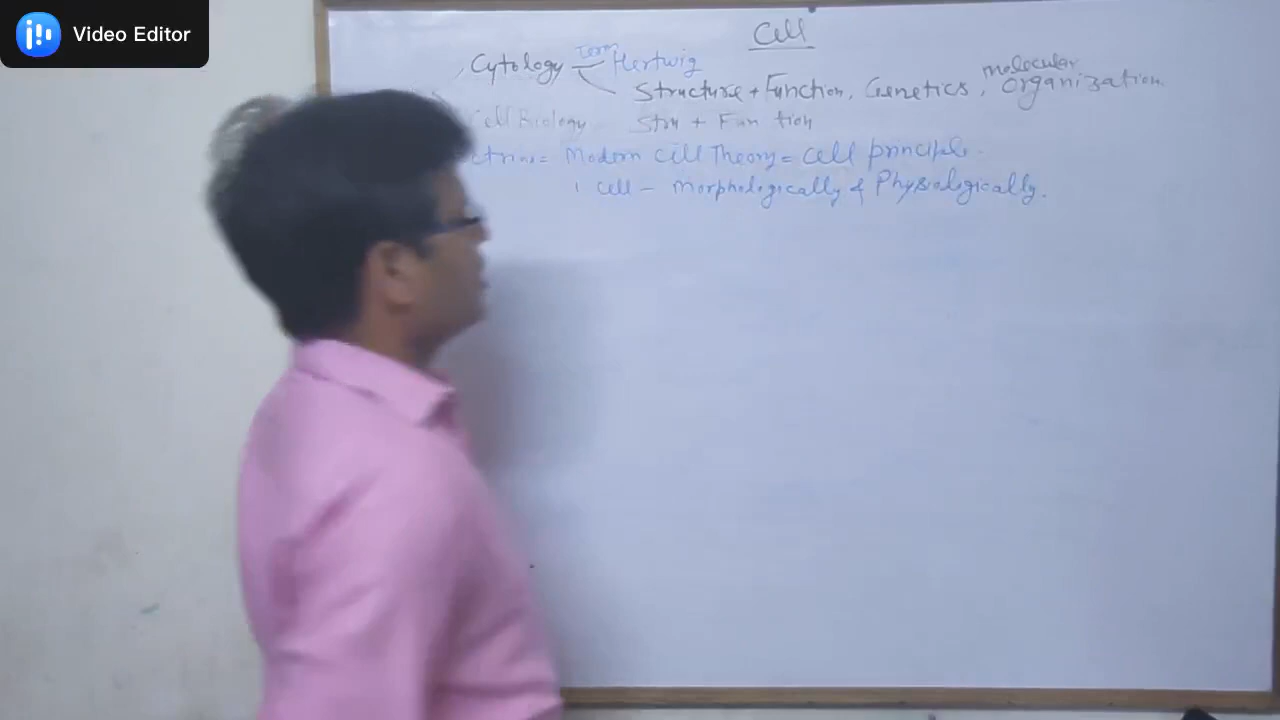 Video Editor
Cell
Cytology Term Hertwig
Structure + Function, Genetics, molecular organization
Cell Biology Stru + Function
= Modern Cell Theory = Cell principle.
1 Cell - Morphologically & Physiologically.